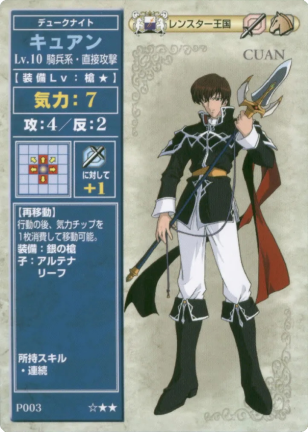 デュークナイト
キュアン
Lv.10 騎兵系・直接攻撃
【装備Lv：槍★】
気力：7
攻：4／反：2
に対して
+1
【再移動】
行動の後、気力チップを
1枚消費して移動可能。
装備：銀の槍
子：アルテナ
リーフ
所持スキル
・連続
P003
☆★★
レンスター王国
CUAN